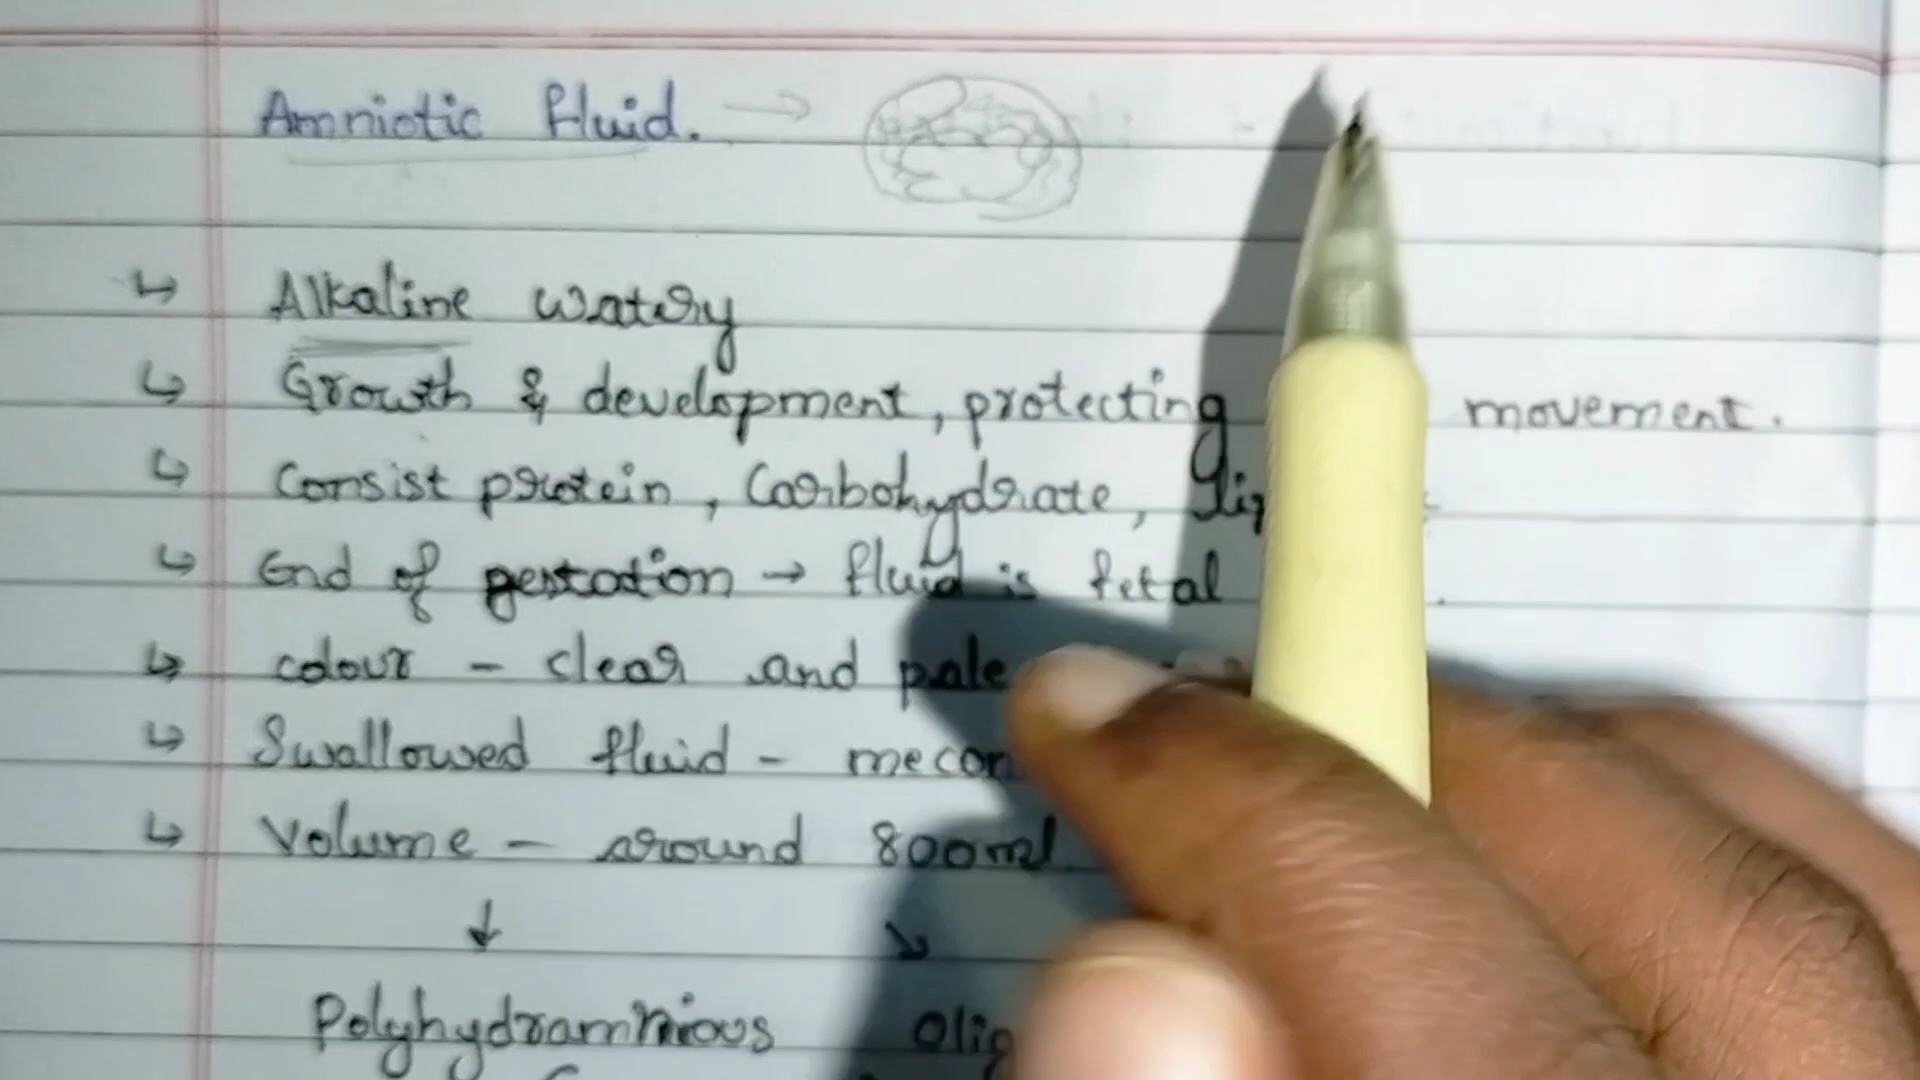 Amniotic fluid. →
↳ Alkaline watery
↳ Growth & development, protecting movement.
↳ Consist protein, Carbohydrate,
↳ End of gestation → fluid is fetal
↳ colour - clear and pale
↳ Swallowed fluid -
↳ Volume - around 800ml
↓ ↘
Polyhydramnious